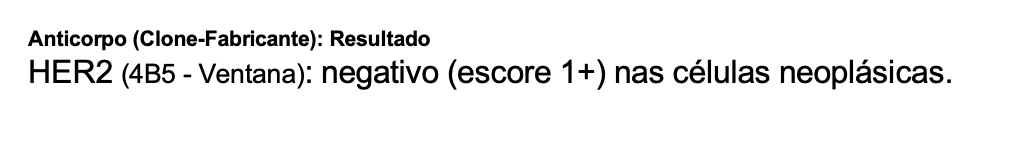 Anticorpo (Clone-Fabricante): Resultado
HER2 (4B5 - Ventana): negativo (escore 1+) nas células neoplásicas.